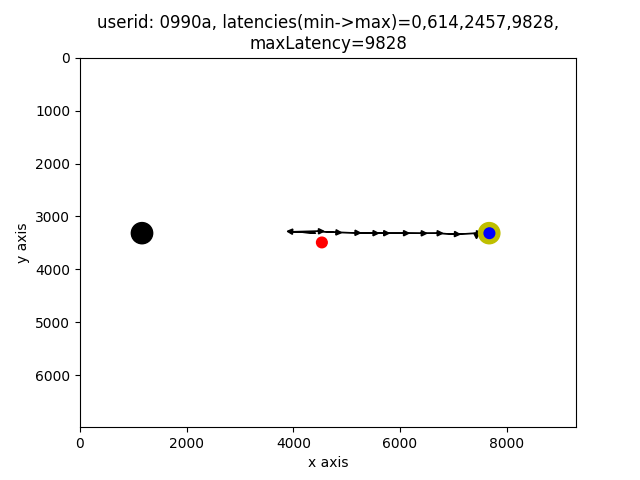 userid: 0990a, latencies(min->max)=0,614,2457,9828,
maxLatency=9828
0
1000
2000
3000
4000
5000
6000
y axis
0 2000 4000 6000 8000
x axis